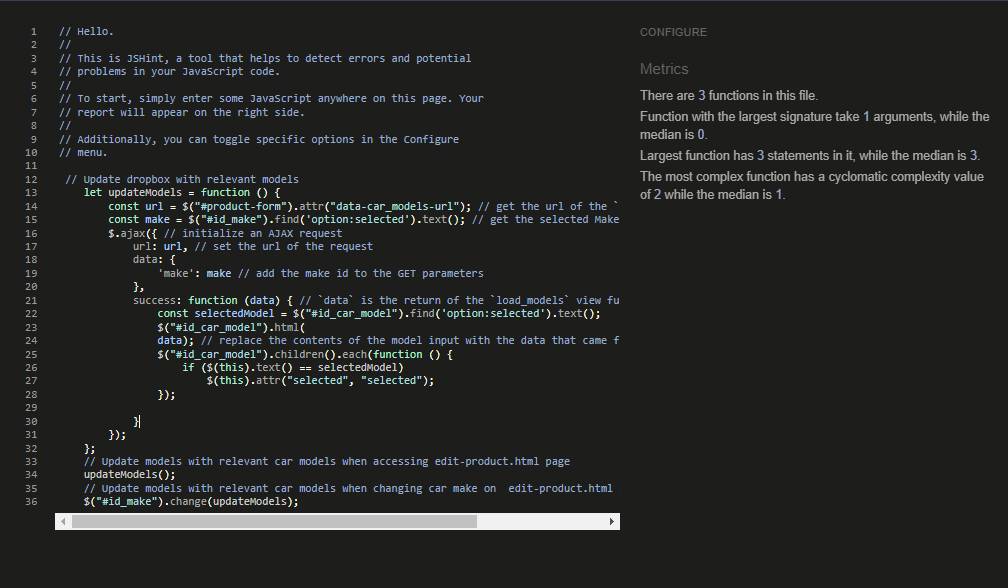 1 // Hello.
2 //
3 // This is JSHint, a tool that helps to detect errors and potential
4 // problems in your JavaScript code.
5 //
6 // To start, simply enter some JavaScript anywhere on this page. Your
7 // report will appear on the right side.
8 //
9 // Additionally, you can toggle specific options in the Configure
10 // menu.
11
12 // Update dropbox with relevant models
13 let updateModels = function () {
14 const url = $("#product-form").attr("data-car_models-url"); // get the url of the `
15 const make = $("#id_make").find('option:selected').text(); // get the selected Make
16 $.ajax({ // initialize an AJAX request
17 url: url, // set the url of the request
18 data: {
19 'make': make // add the make id to the GET parameters
20 },
21 success: function (data) { // `data` is the return of the `load_models` view fu
22 const selectedModel = $("#id_car_model").find('option:selected').text();
23 $("#id_car_model").html(
24 data); // replace the contents of the model input with the data that came f
25 $("#id_car_model").children().each(function () {
26 if ($(this).text() == selectedModel)
27 $(this).attr("selected", "selected");
28 });
29
30 }
31 });
32 };
33 // Update models with relevant car models when accessing edit-product.html page
34 updateModels();
35 // Update models with relevant car models when changing car make on  edit-product.html
36 $("#id_make").change(updateModels);
CONFIGURE
Metrics
There are 3 functions in this file.
Function with the largest signature take 1 arguments, while the
median is 0.
Largest function has 3 statements in it, while the median is 3.
The most complex function has a cyclomatic complexity value
of 2 while the median is 1.